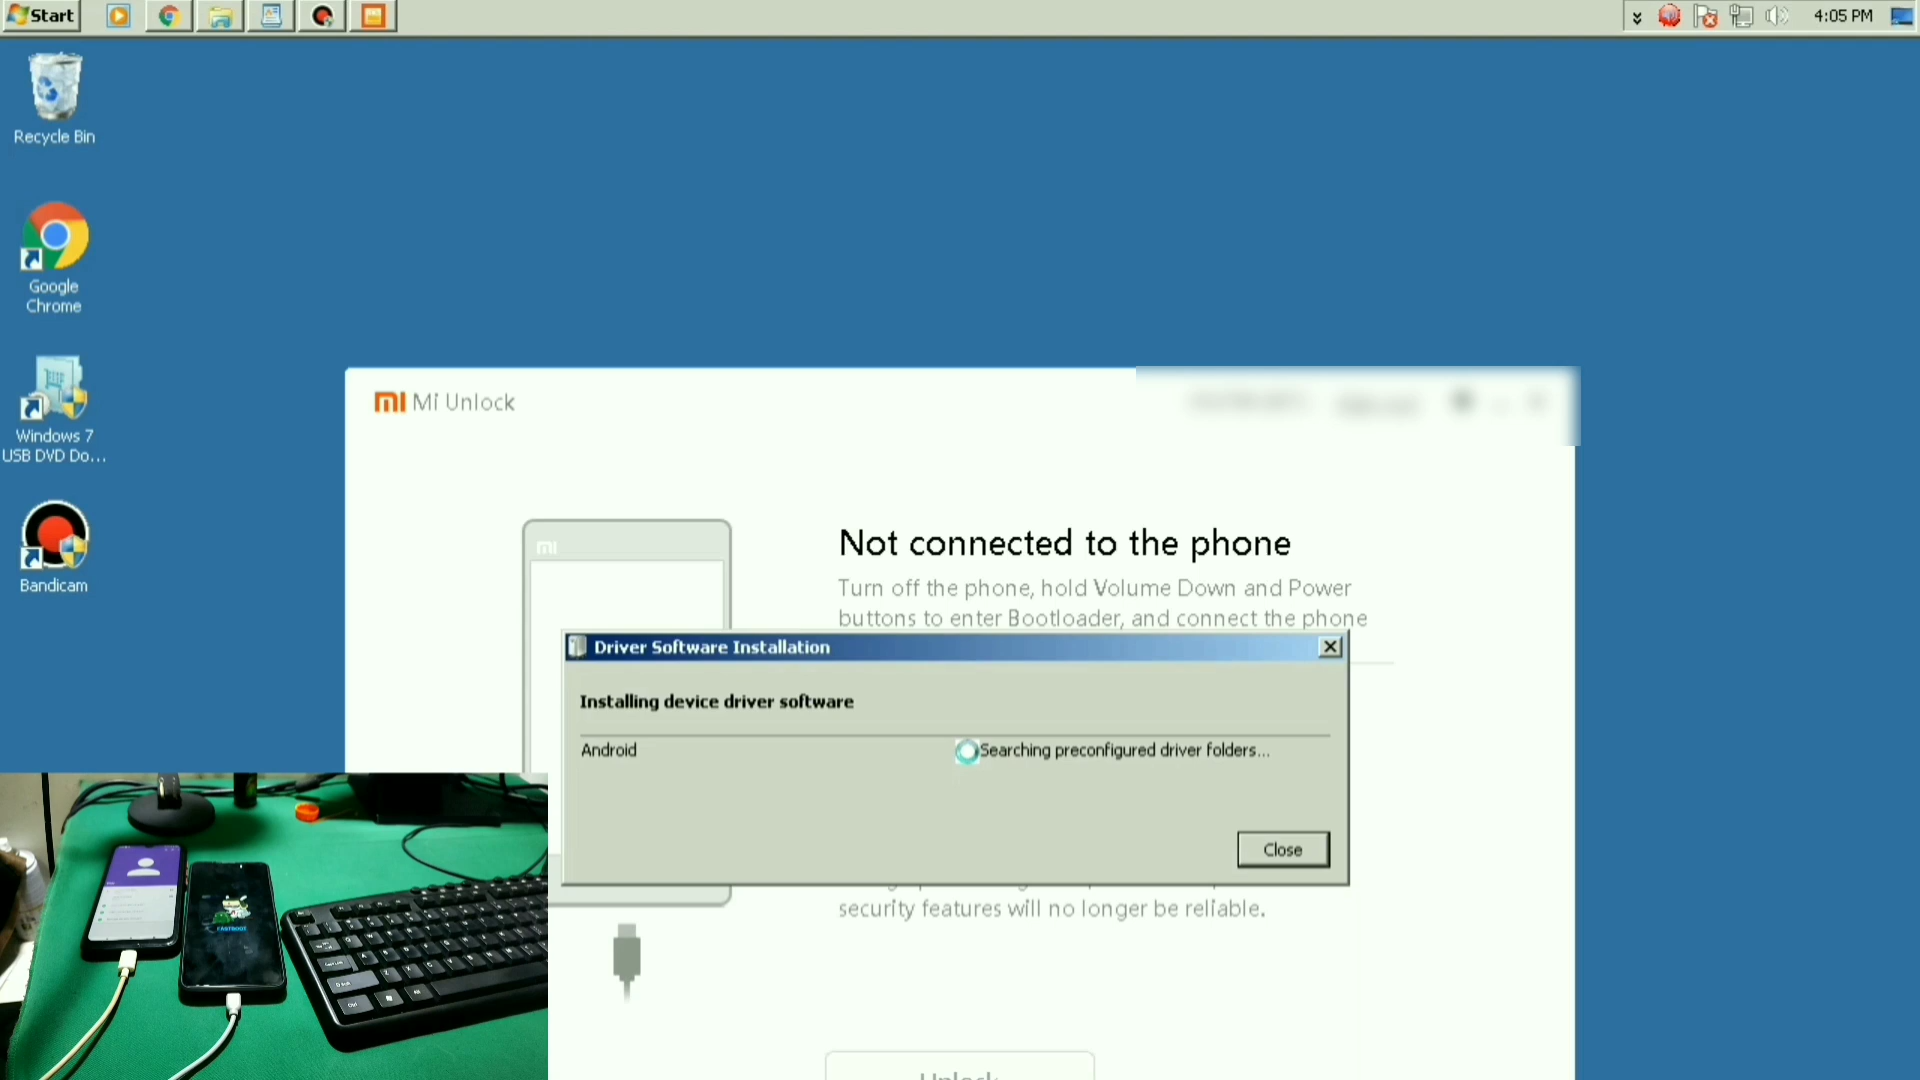 Start
4:05 PM
Recycle Bin
Google
Chrome
Windows 7
USB DVD Do...
Bandicam
Mi Unlock
Not connected to the phone
Turn off the phone, hold Volume Down and Power
buttons to enter Bootloader, and connect the phone
Driver Software Installation
Installing device driver software
Android
Searching preconfigured driver folders...
Close
security features will no longer be reliable.
Unlock
FASTBOOT